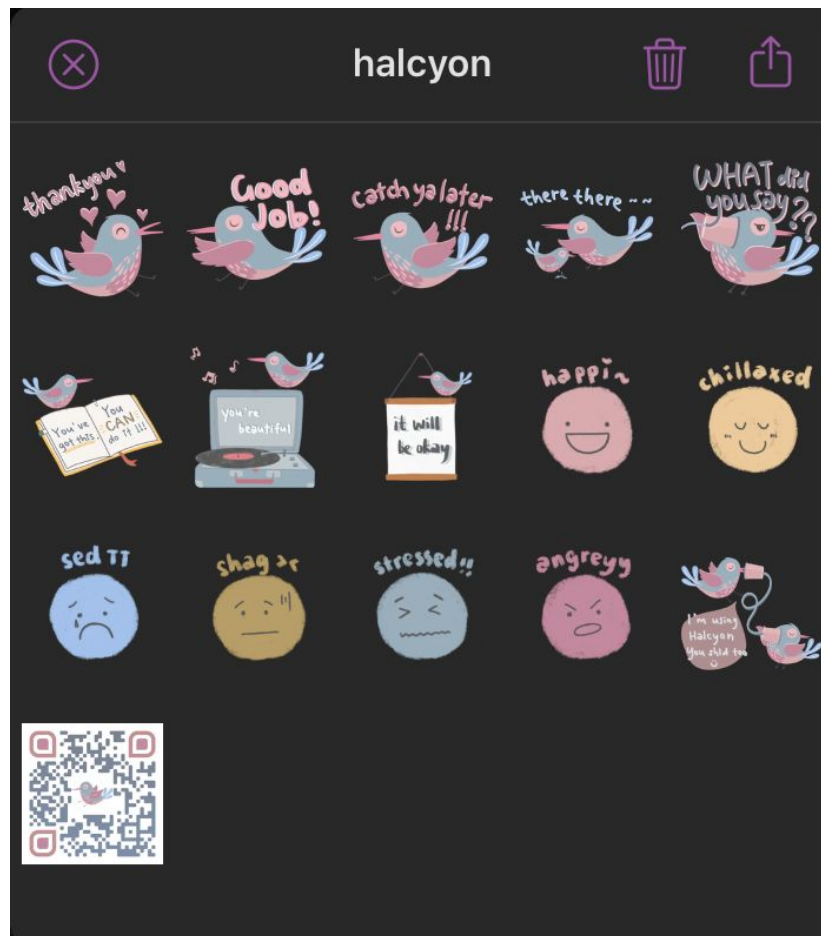 halcyon
thankyou
Good
Job!
catch ya later
!!!
there there ~~
WHAT did
you say??
You've
got this.
You
CAN
do it !!!
you're
beautiful
it will
be okay
happi~
chillaxed
sed TT
shag >r
stressed!!
angreyy
I'm using
Halcyon
You shld too